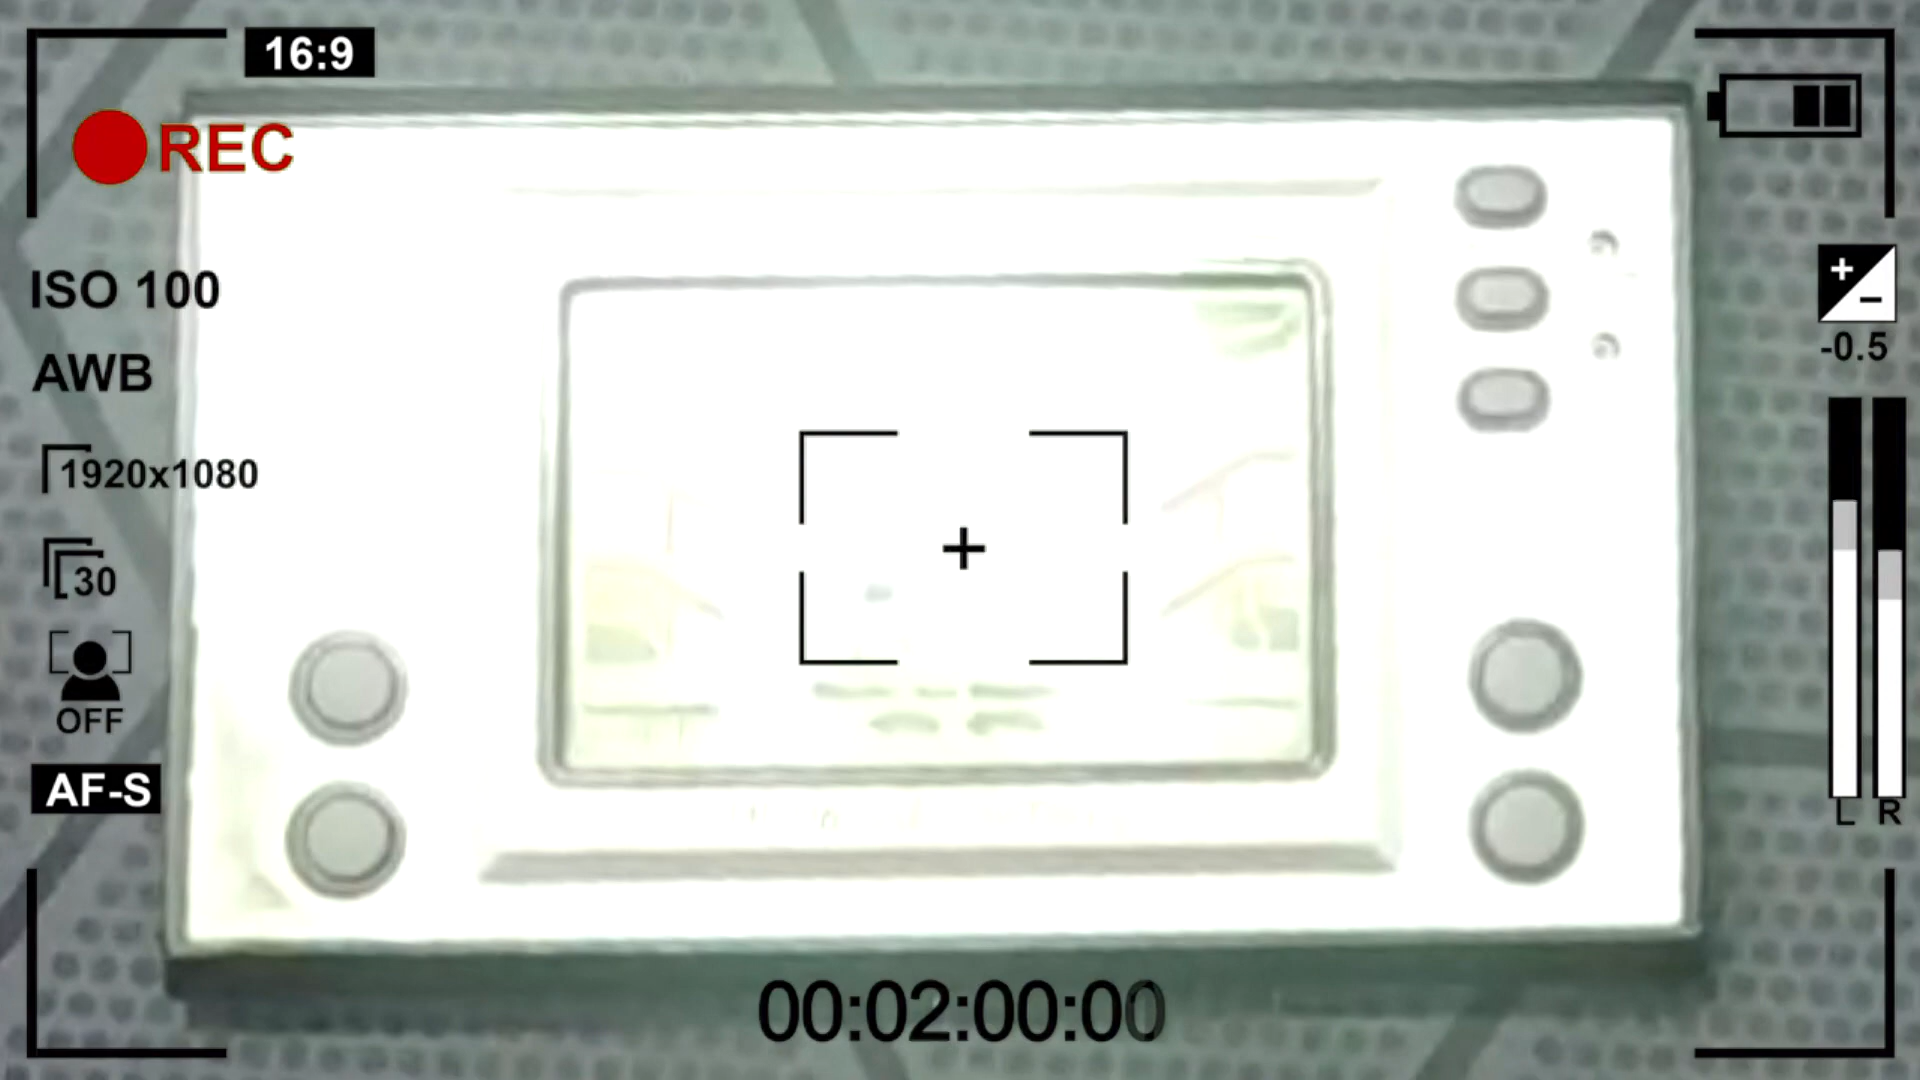 16:9
REC
ISO 100
AWB
1920x1080
30
OFF
AF-S
+
-
-0.5
L R
00:02:00:00